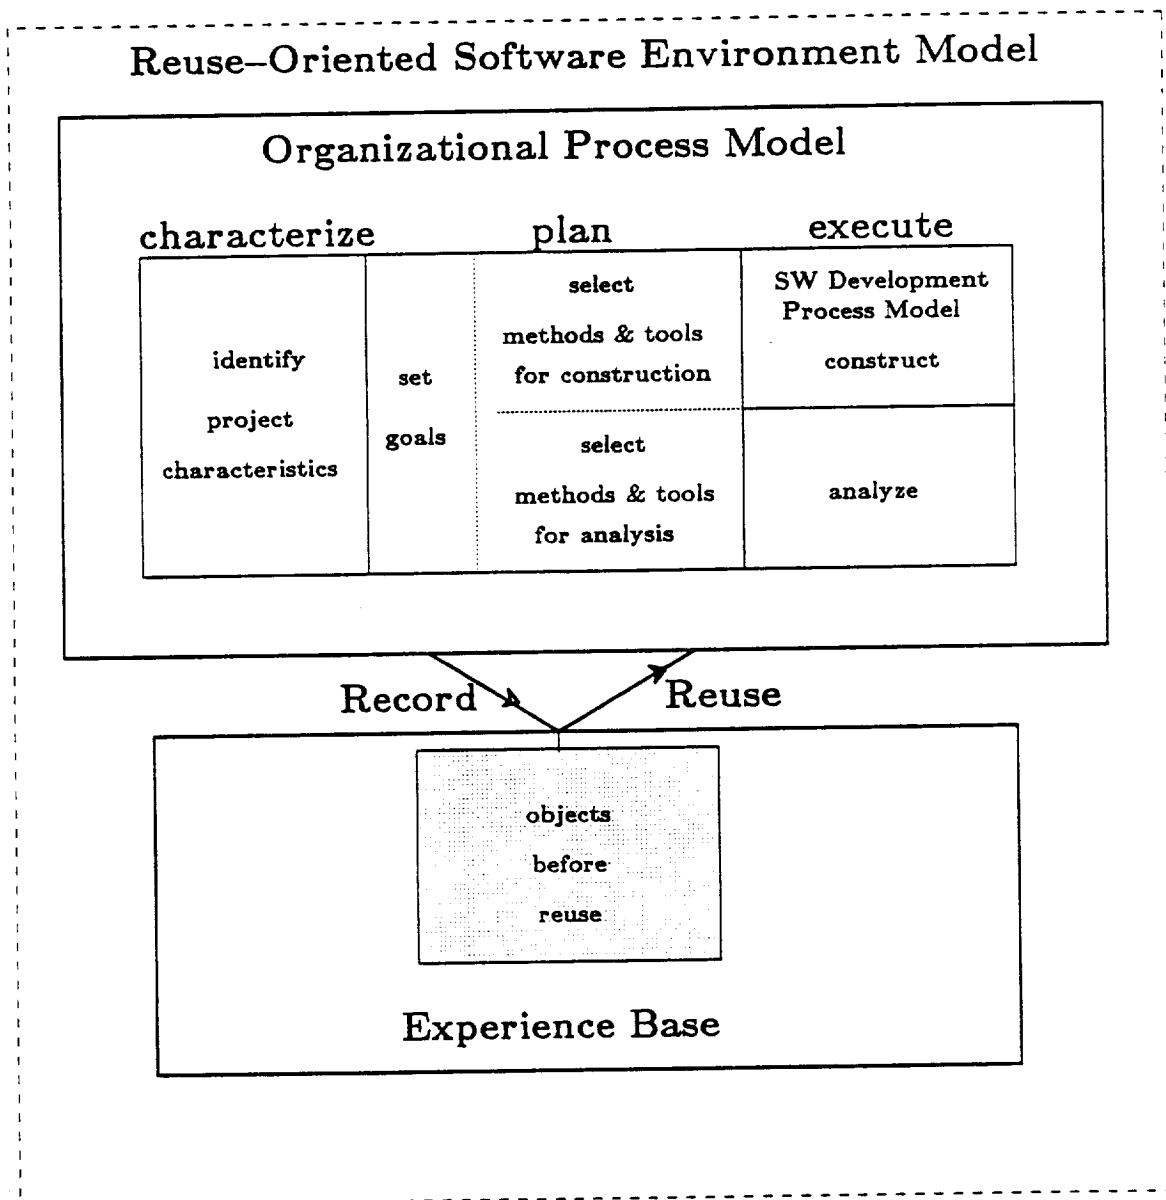 Reuse–Oriented Software Environment Model
Organizational Process Model
characterize
plan
execute
identify
project
characteristics
set
goals
select
methods & tools
for construction
select
methods & tools
for analysis
SW Development
Process Model
construct
analyze
Record
Reuse
objects
before
reuse
Experience Base